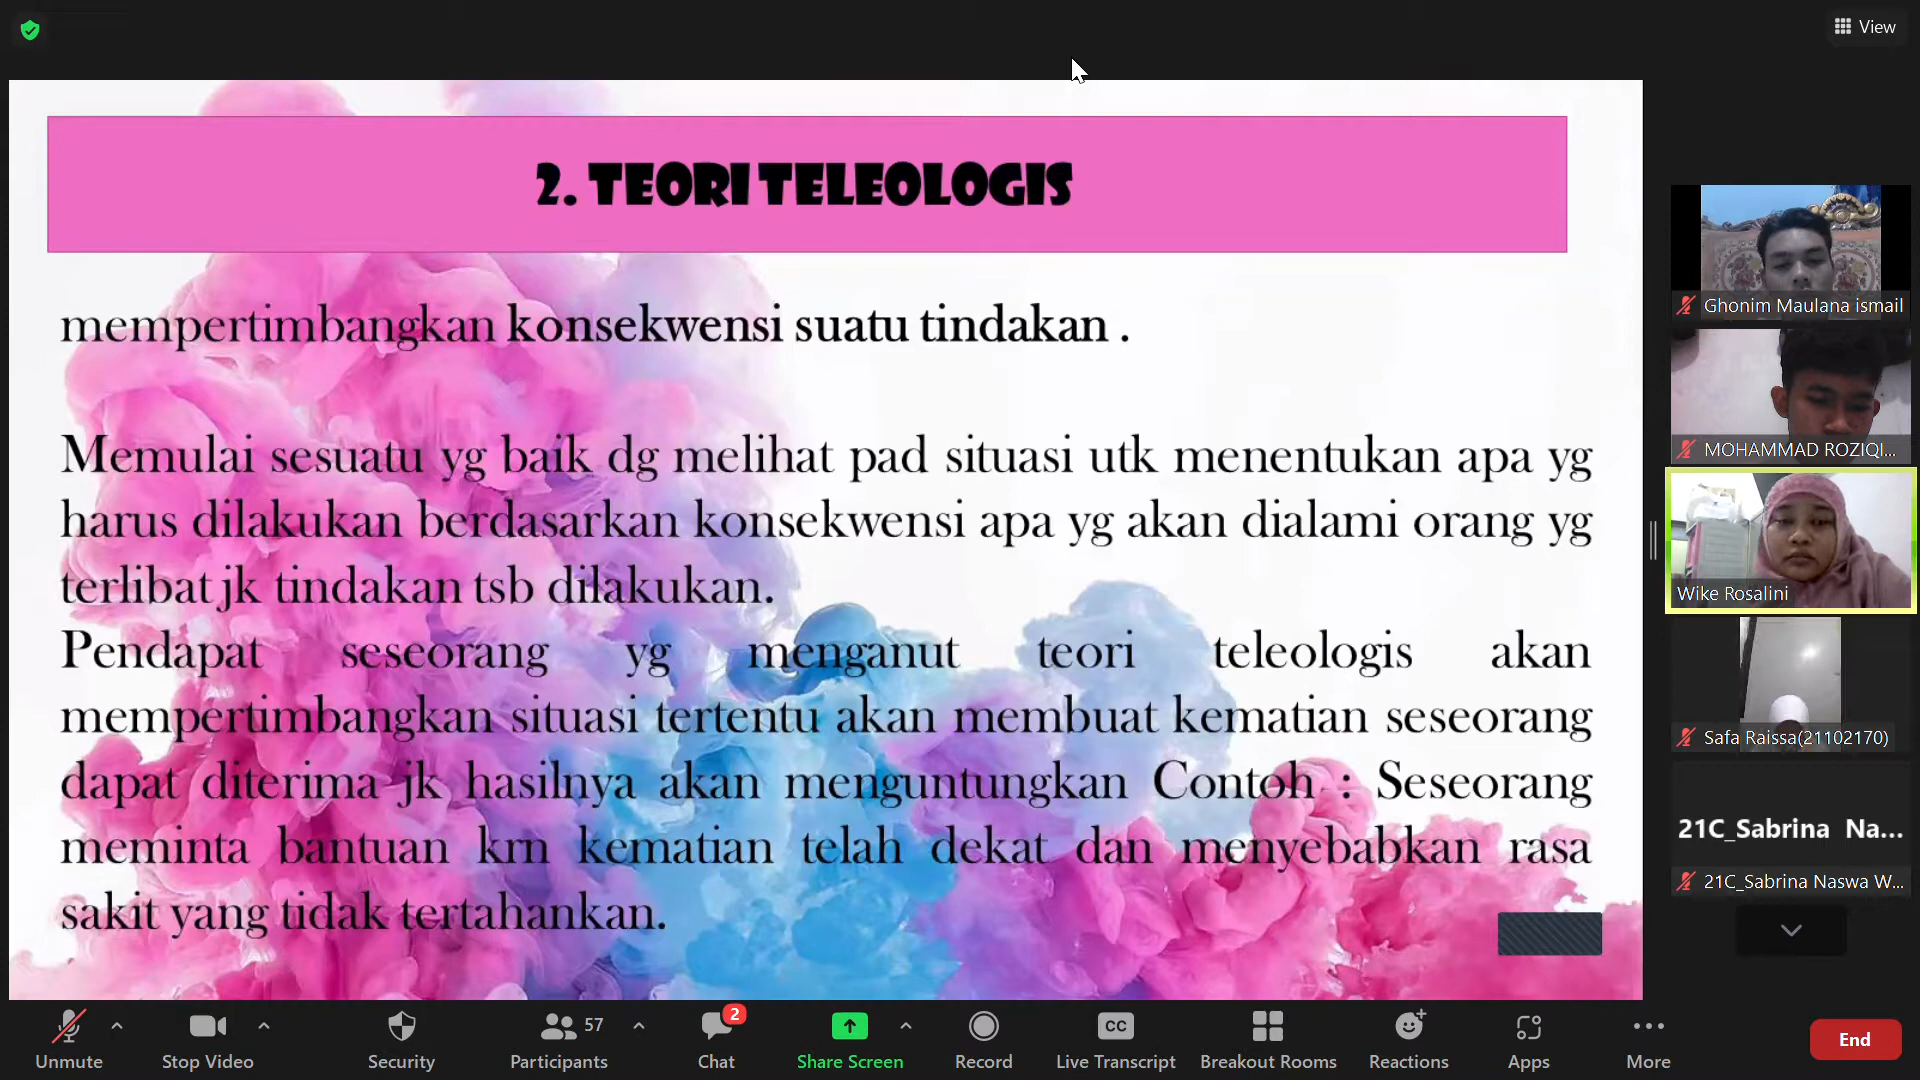 View
2. TEORI TELEOLOGIS
mempertimbangkan konsekwensi suatu tindakan .
Memulai sesuatu yg baik dg melihat pad situasi utk menentukan apa yg
harus dilakukan berdasarkan konsekwensi apa yg akan dialami orang yg
terlibat jk tindakan tsb dilakukan.
Pendapat seseorang yg menganut teori teleologis akan
mempertimbangkan situasi tertentu akan membuat kematian seseorang
dapat diterima jk hasilnya akan menguntungkan Contoh : Seseorang
meminta bantuan krn kematian telah dekat dan menyebabkan rasa
sakit yang tidak tertahankan.
Ghonim Maulana ismail
MOHAMMAD ROZIQI...
Wike Rosalini
Safa Raissa(21102170)
21C_Sabrina Na...
21C_Sabrina Naswa W...
Unmute
Stop Video
Security
57
Participants
2
Chat
Share Screen
Record
CC
Live Transcript
Breakout Rooms
Reactions
Apps
More
End